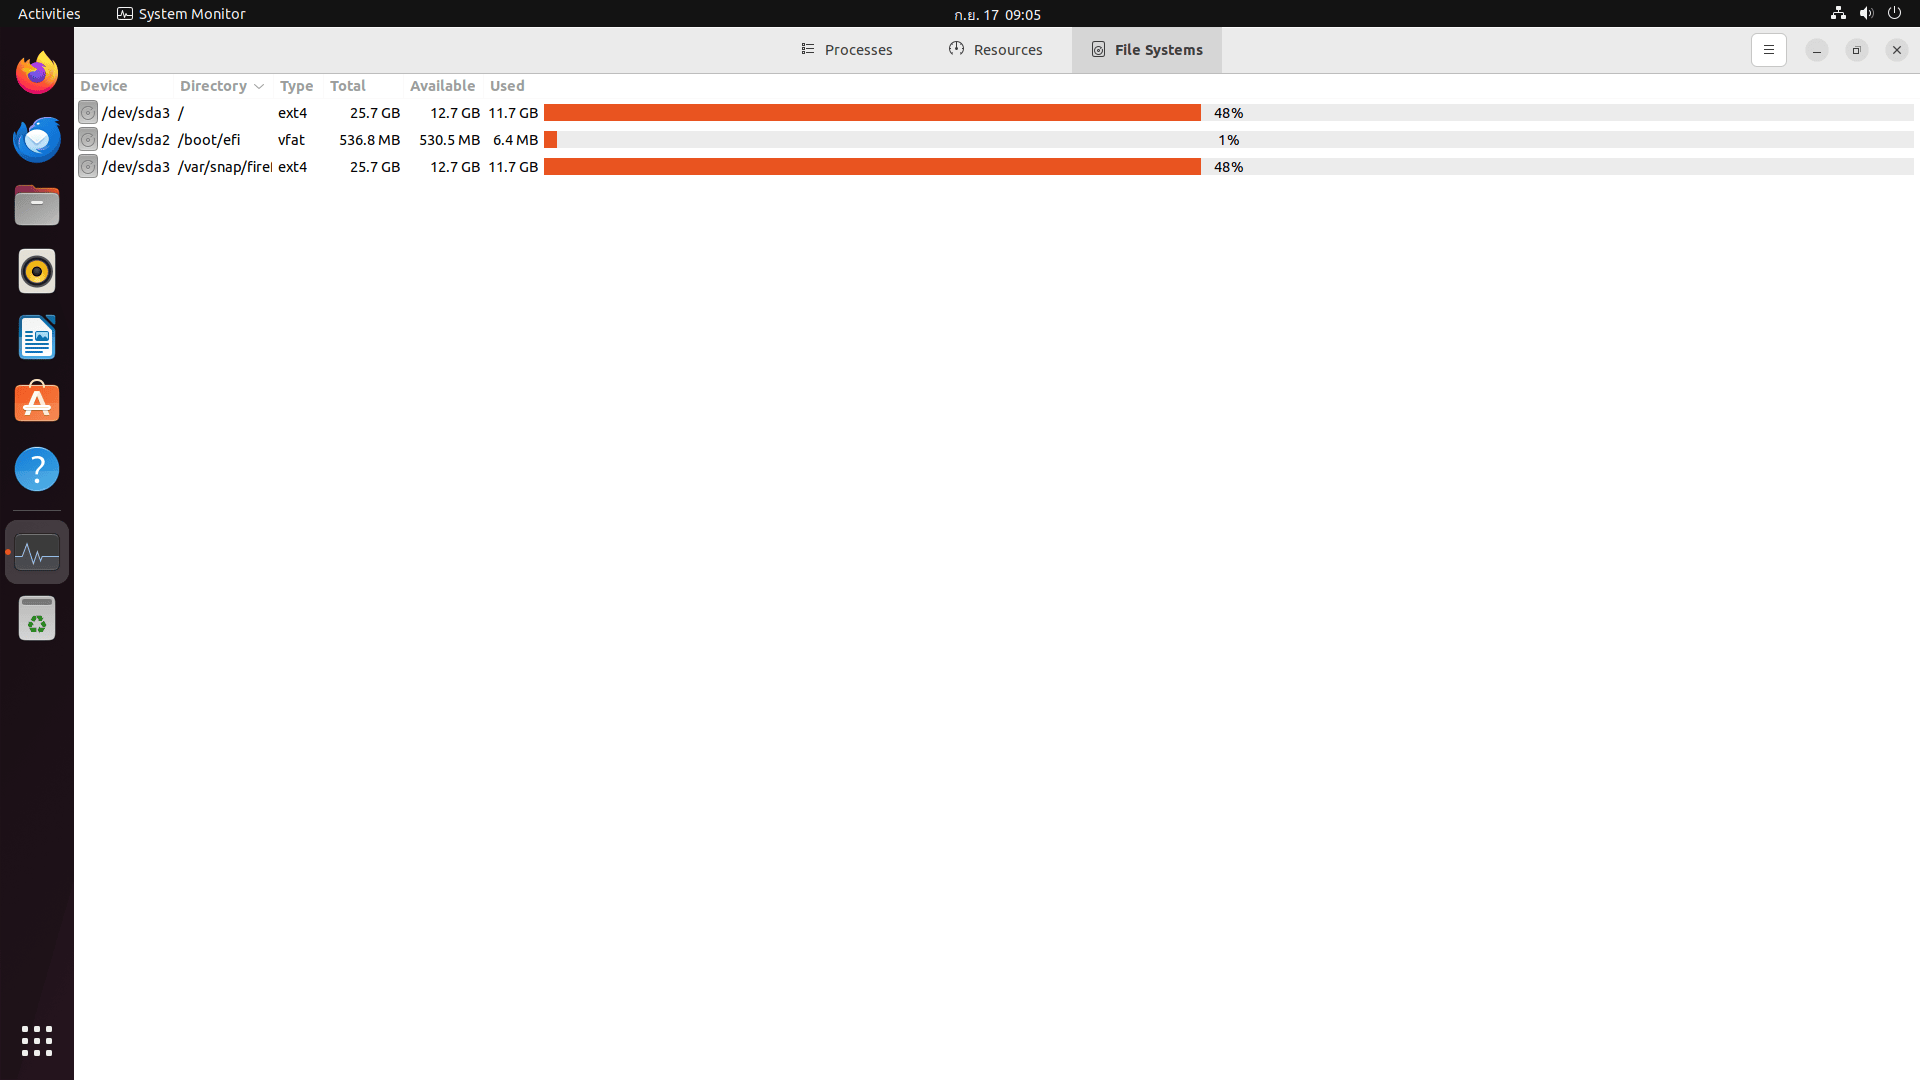 Activities System Monitor ก.ย. 17 09:05
Processes Resources File Systems
Device Directory Type Total Available Used
/dev/sda3 / ext4 25.7 GB 12.7 GB 11.7 GB 48%
/dev/sda2 /boot/efi vfat 536.8 MB 530.5 MB 6.4 MB 1%
/dev/sda3 /var/snap/firef ext4 25.7 GB 12.7 GB 11.7 GB 48%